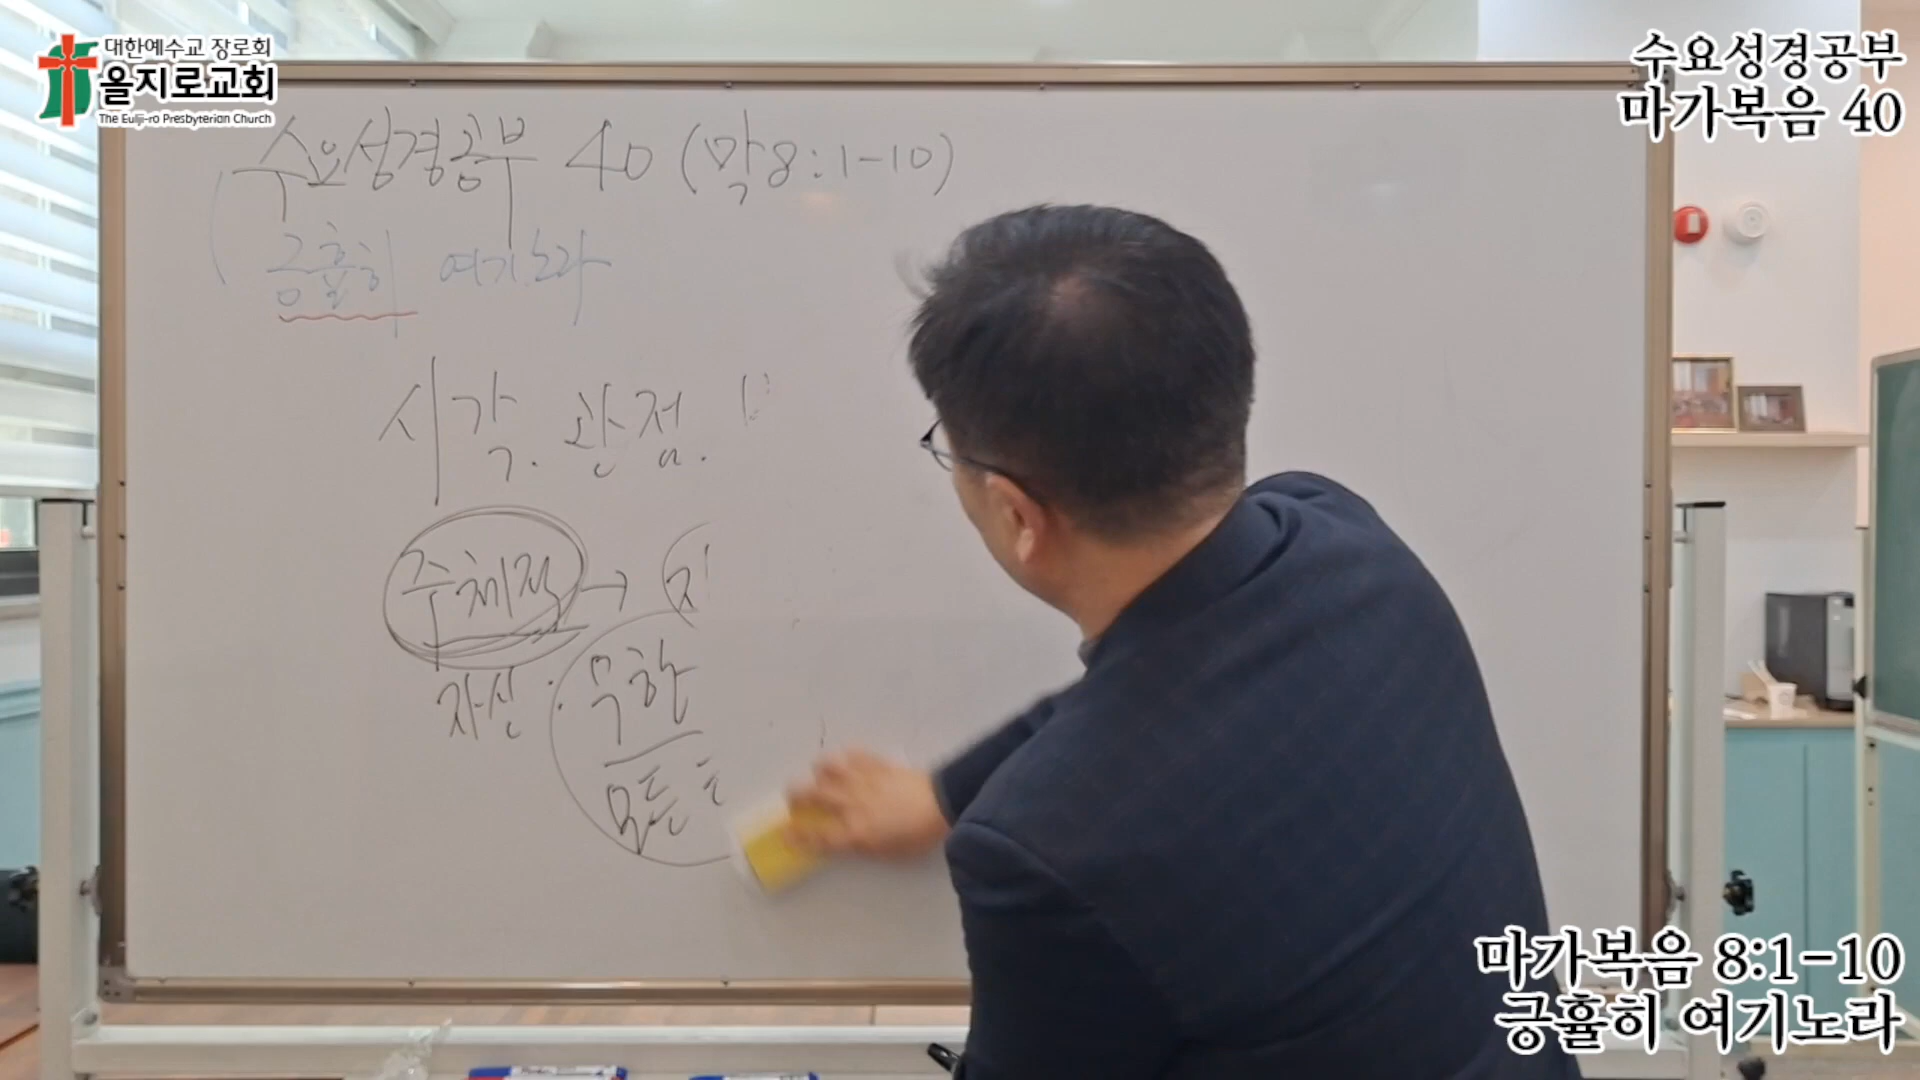 대한예수교 장로회
을지로교회
The Eulji-ro Presbyterian Church
수요성경공부
마가복음 40
수요성경공부 40 (막8:1-10)
긍휼히 여기노라
시각. 관점.
주체적 →
자신.
무한
모든
마가복음 8:1-10
긍휼히 여기노라